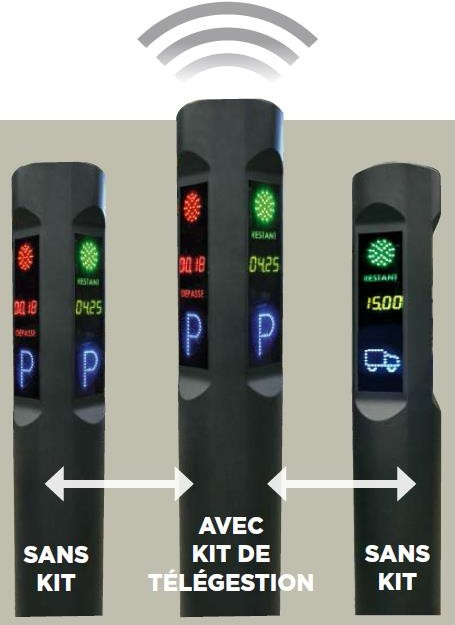 RESTANT
00.18
04.25
DEPASSE
P
P
RESTANT
00.18
04.25
DEPASSE
P
P
RESTANT
15.00
SANS
KIT
AVEC
KIT DE
TÉLÉGESTION
SANS
KIT